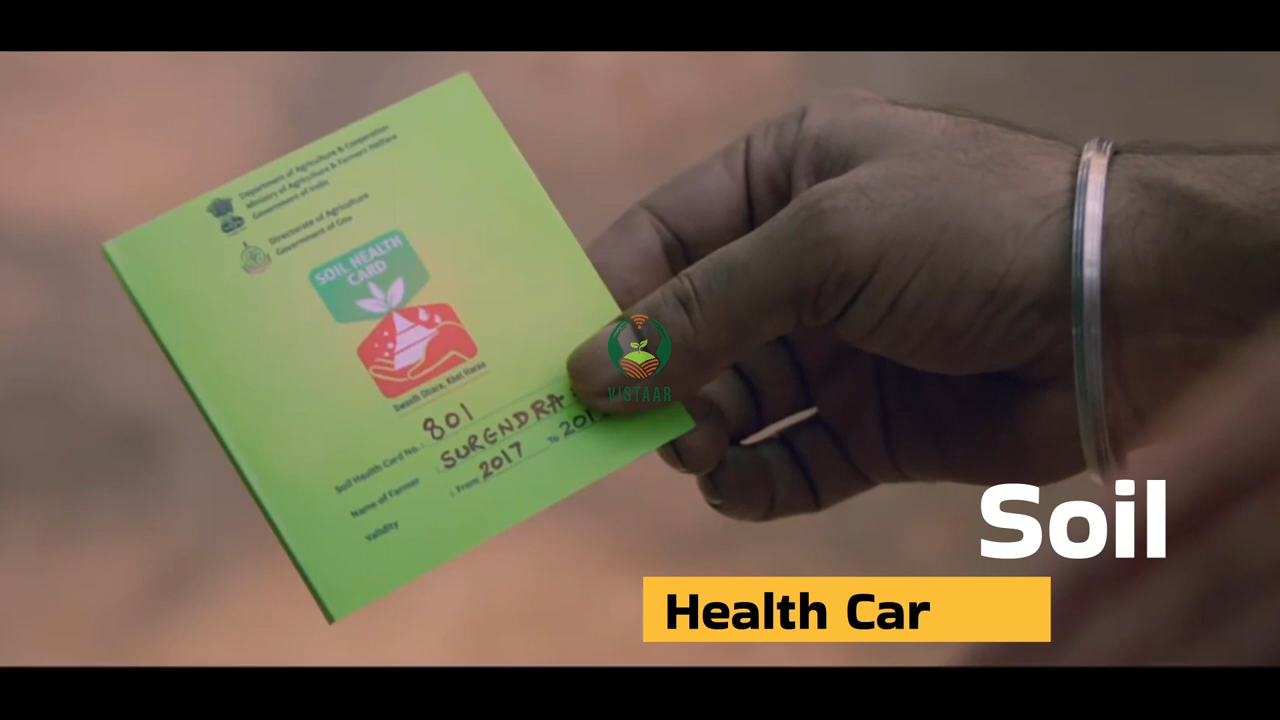 Department of Agriculture & Cooperation
Ministry of Agriculture & Farmers Welfare
Government of India
Directorate of Agriculture
Government of Goa
SOIL HEALTH
CARD
Swasth Dhara, Khet Haraa
Soil Health Card No. : 801
Name of Farmer : SURENDRA
Validity : From 2017 To 201
VISTAAR
Soil
Health Car